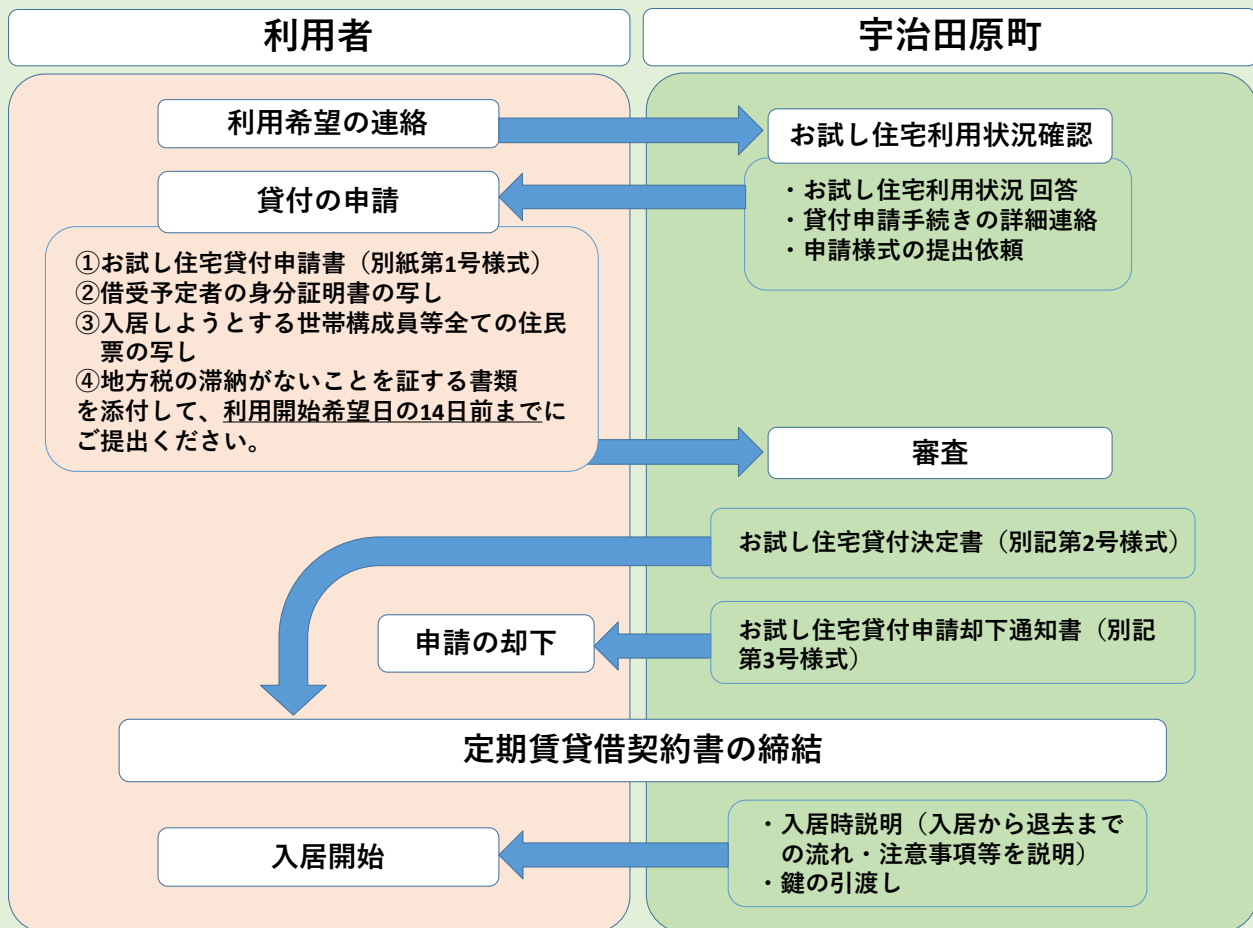 利用者
宇治田原町
利用希望の連絡
お試し住宅利用状況確認
・お試し住宅利用状況 回答
・貸付申請手続きの詳細連絡
・申請様式の提出依頼
貸付の申請
①お試し住宅貸付申請書（別紙第1号様式）
②借受予定者の身分証明書の写し
③入居しようとする世帯構成員等全ての住民
票の写し
④地方税の滞納がないことを証する書類
を添付して、利用開始希望日の14日前までに
ご提出ください。
審査
お試し住宅貸付決定書（別記第2号様式）
申請の却下
お試し住宅貸付申請却下通知書（別記
第3号様式）
定期賃貸借契約書の締結
入居開始
・入居時説明（入居から退去まで
の流れ・注意事項等を説明）
・鍵の引渡し